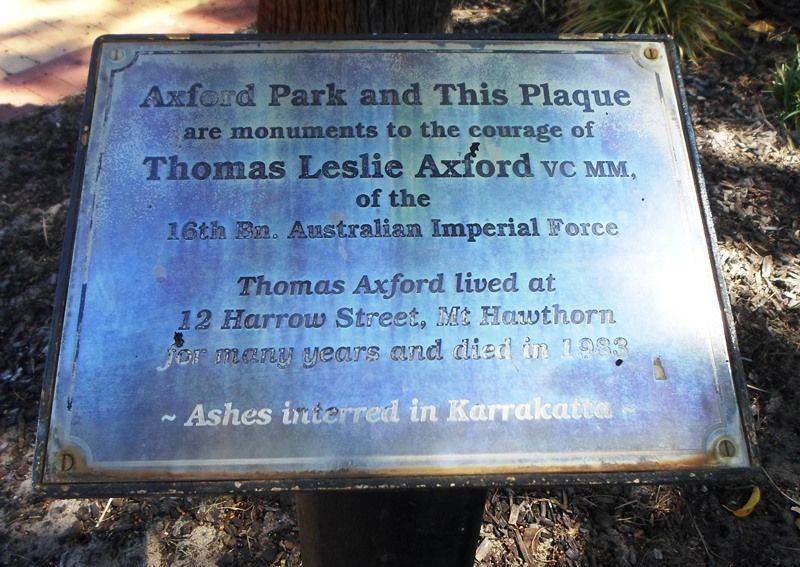 Axford Park and This Plaque
are monuments to the courage of
Thomas Leslie Axford VC MM,
of the
16th Bn. Australian Imperial Force
Thomas Axford lived at
12 Harrow Street, Mt Hawthorn
for many years and died in 1983
~ Ashes interred in Karrakatta ~